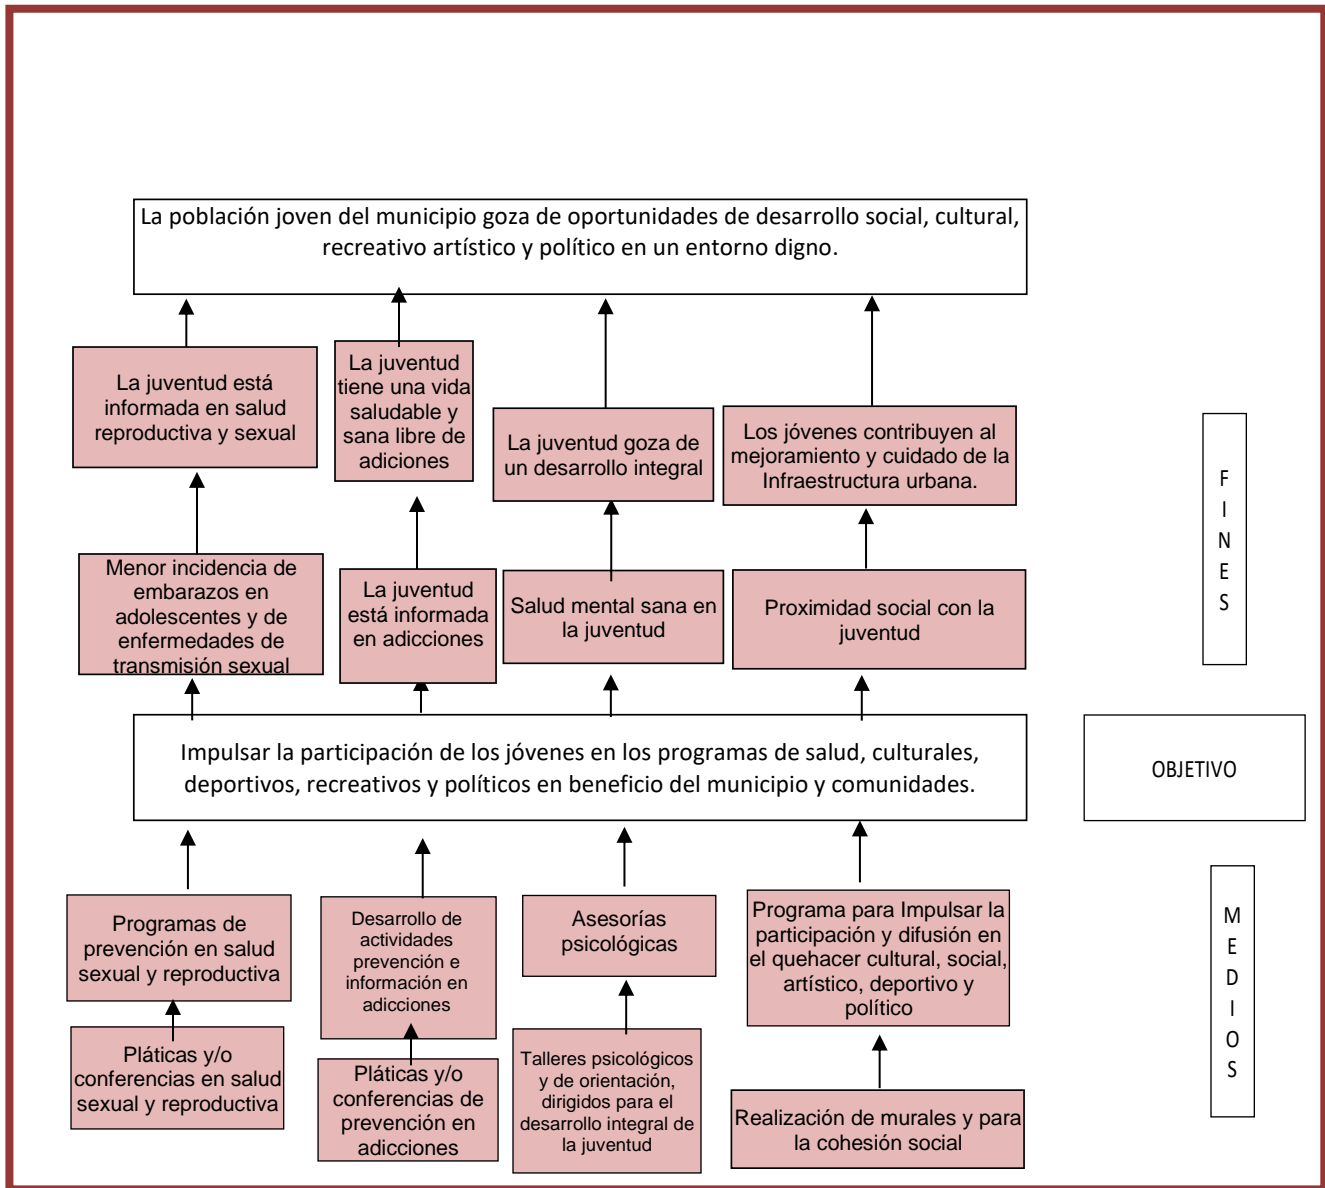 La población joven del municipio goza de oportunidades de desarrollo social, cultural,
recreativo artístico y político en un entorno digno.
La juventud está
informada en salud
reproductiva y sexual
La juventud
tiene una vida
saludable y
sana libre de
adiciones
La juventud goza de
un desarrollo integral
Los jóvenes contribuyen al
mejoramiento y cuidado de la
Infraestructura urbana.
F
I
N
E
S
Menor incidencia de
embarazos en
adolescentes y de
enfermedades de
transmisión sexual
La juventud
está informada
en adicciones
Salud mental sana en
la juventud
Proximidad social con la
juventud
Impulsar la participación de los jóvenes en los programas de salud, culturales,
deportivos, recreativos y políticos en beneficio del municipio y comunidades.
OBJETIVO
Programas de
prevención en salud
sexual y reproductiva
Desarrollo de
actividades
prevención e
información en
adicciones
Asesorías
psicológicas
Programa para Impulsar la
participación y difusión en
el quehacer cultural, social,
artístico, deportivo y
político
M
E
D
I
O
S
Pláticas y/o
conferencias en salud
sexual y reproductiva
Pláticas y/o
conferencias de
prevención en
adicciones
Talleres psicológicos
y de orientación,
dirigidos para el
desarrollo integral de
la juventud
Realización de murales y para
la cohesión social